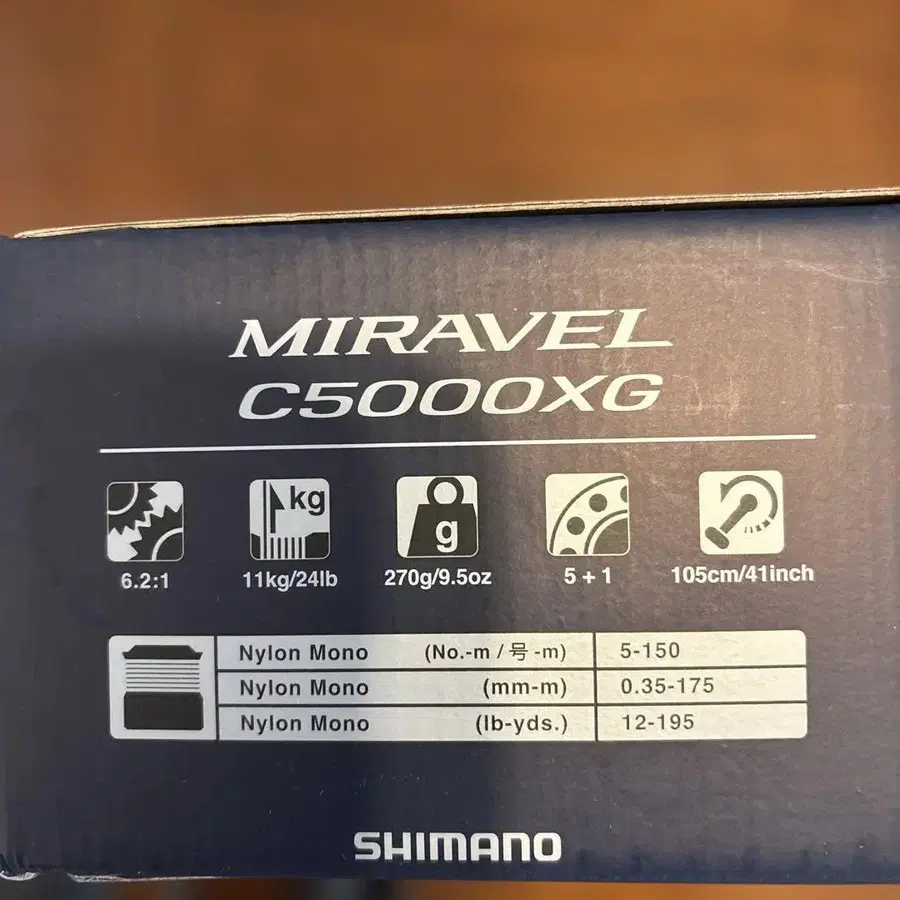 MIRAVEL
C5000XG
kg
g
6.2:1 11kg/24lb 270g/9.5oz 5 + 1 105cm/41inch
Nylon Mono (No.-m / 号 -m) 5-150
Nylon Mono (mm-m) 0.35-175
Nylon Mono (lb-yds.) 12-195
SHIMANO